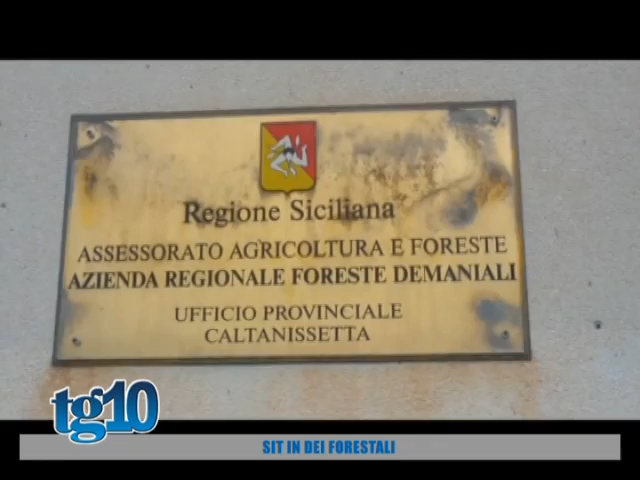 Regione Siciliana
ASSESSORATO AGRICOLTURA E FORESTE
AZIENDA REGIONALE FORESTE DEMANIALI
UFFICIO PROVINCIALE
CALTANISSETTA
tg10
SIT IN DEI FORESTALI